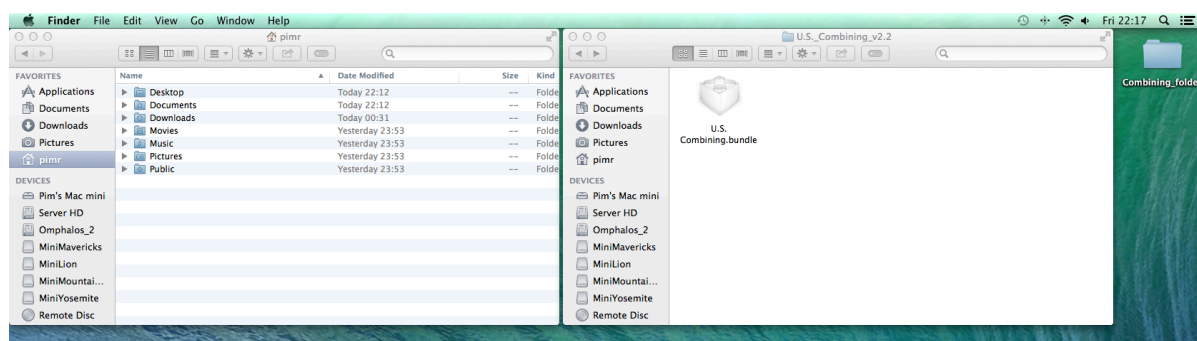 Finder File Edit View Go Window Help Fri 22:17
pimr
FAVORITES
Applications
Documents
Downloads
Pictures
pimr
DEVICES
Pim's Mac mini
Server HD
Omphalos_2
MiniMavericks
MiniLion
MiniMountai...
MiniYosemite
Remote Disc
Name Date Modified Size Kind
Desktop Today 22:12 -- Folde
Documents Today 22:12 -- Folde
Downloads Today 00:31 -- Folde
Movies Yesterday 23:53 -- Folde
Music Yesterday 23:53 -- Folde
Pictures Yesterday 23:53 -- Folde
Public Yesterday 23:53 -- Folde
U.S._Combining_v2.2
FAVORITES
Applications
Documents
Downloads
Pictures
pimr
DEVICES
Pim's Mac mini
Server HD
Omphalos_2
MiniMavericks
MiniLion
MiniMountai...
MiniYosemite
Remote Disc
U.S.
Combining.bundle
Combining_folde